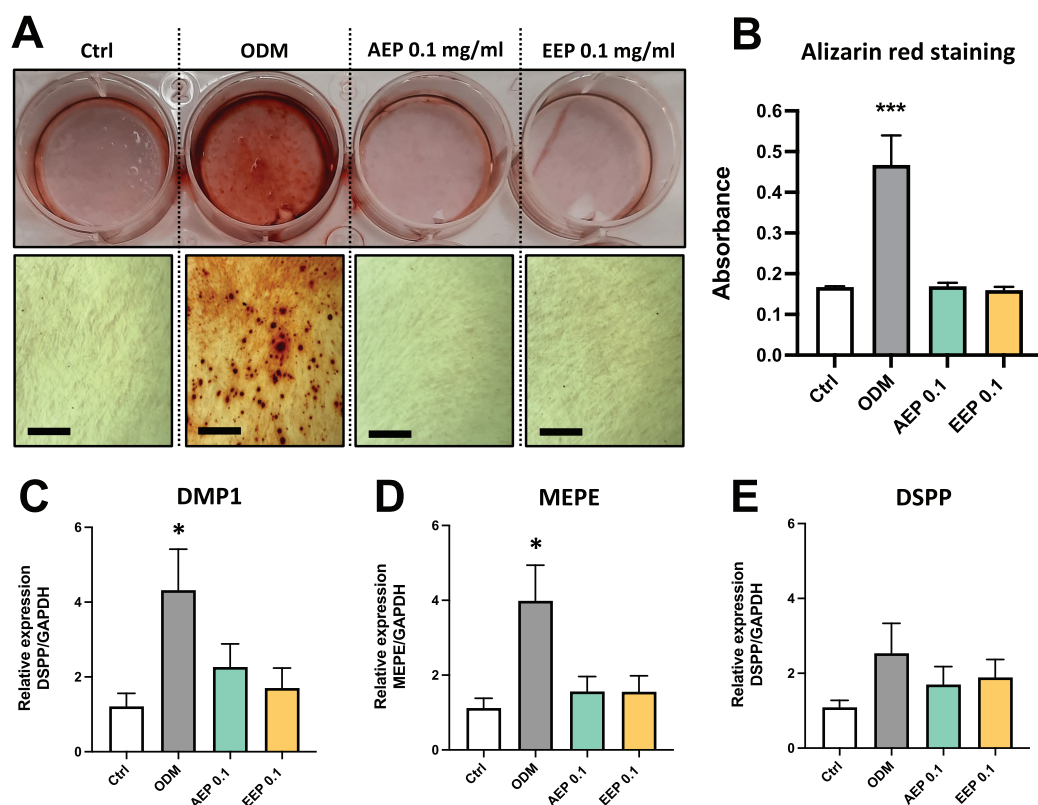 A
Ctrl
ODM
AEP 0.1 mg/ml
EEP 0.1 mg/ml
B
Alizarin red staining
***
Absorbance
0.6
0.5
0.4
0.3
0.2
0.1
0.0
Ctrl
ODM
AEP 0.1
EEP 0.1
C
DMP1
*
Relative expression
DSPP/GAPDH
6
4
2
0
Ctrl
ODM
AEP 0.1
EEP 0.1
D
MEPE
*
Relative expression
MEPE/GAPDH
6
4
2
0
Ctrl
ODM
AEP 0.1
EEP 0.1
E
DSPP
Relative expression
DSPP/GAPDH
6
4
2
0
Ctrl
ODM
AEP 0.1
EEP 0.1